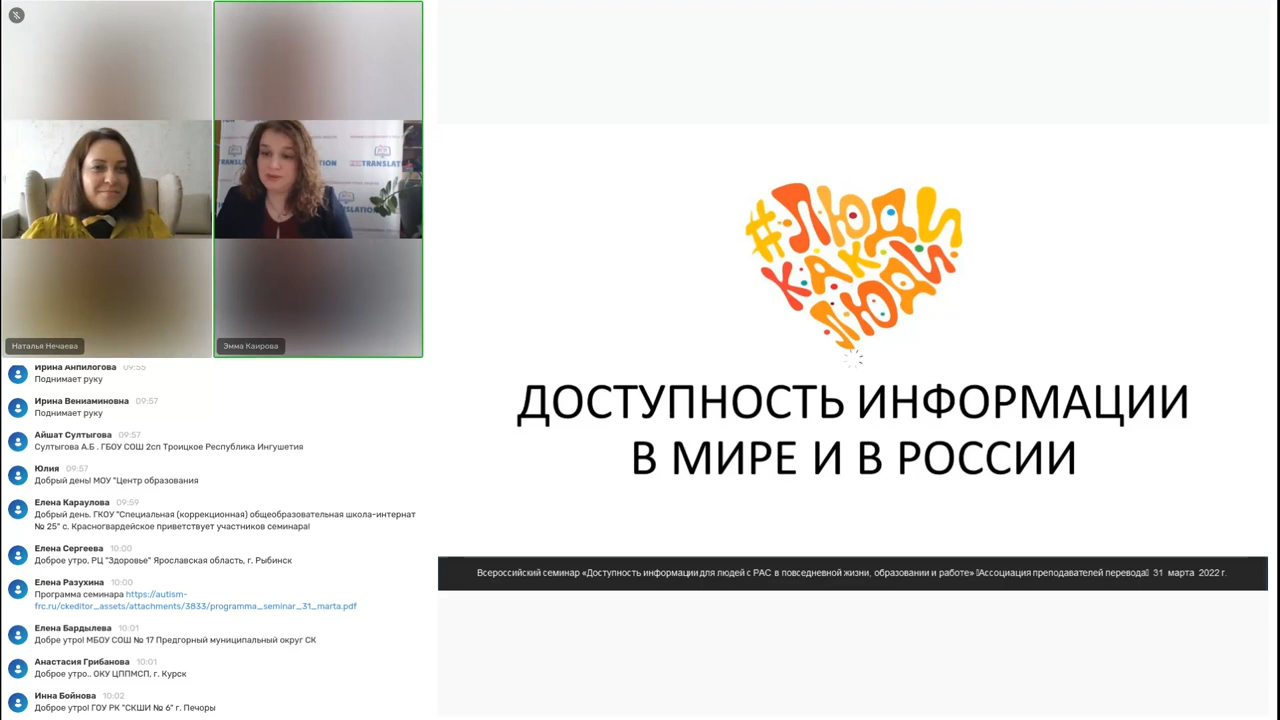 TRANSLATION
TRANSLATION
Наталья Нечаева
Эмма Каирова
Ирина Анпилогова 09:55
Поднимает руку
Ирина Вениаминовна 09:57
Поднимает руку
Айшат Султыгова 09:57
Султыгова А.Б . ГБОУ СОШ 2сп Троицкое Республика Ингушетия
Юлия 09:57
Добрый день! МОУ "Центр образования
Елена Караулова 09:59
Добрый день. ГКОУ "Специальная (коррекционная) общеобразовательная школа-интернат
№ 25" с. Красногвардейское приветствует участников семинара!
Елена Сергеева 10:00
Доброе утро, РЦ "Здоровье" Ярославская область, г. Рыбинск
Елена Разухина 10:00
Программа семинара https://autism-
frc.ru/ckeditor_assets/attachments/3833/programma_seminar_31_marta.pdf
Елена Бардылева 10:01
Добре утро! МБОУ СОШ № 17 Предгорный муниципальный округ СК
Анастасия Грибанова 10:01
Доброе утро.. ОКУ ЦППМСП, г. Курск
Инна Бойнова 10:02
Доброе утро! ГОУ РК "СКШИ № 6" г. Печоры
#ЛЮДИ
КАК
ЛЮДИ
ДОСТУПНОСТЬ ИНФОРМАЦИИ
В МИРЕ И В РОССИИ
Всероссийский семинар «Доступность информации для людей с РАС в повседневной жизни, образовании и работе» Ассоциация преподавателей перевода 31 марта 2022 г.